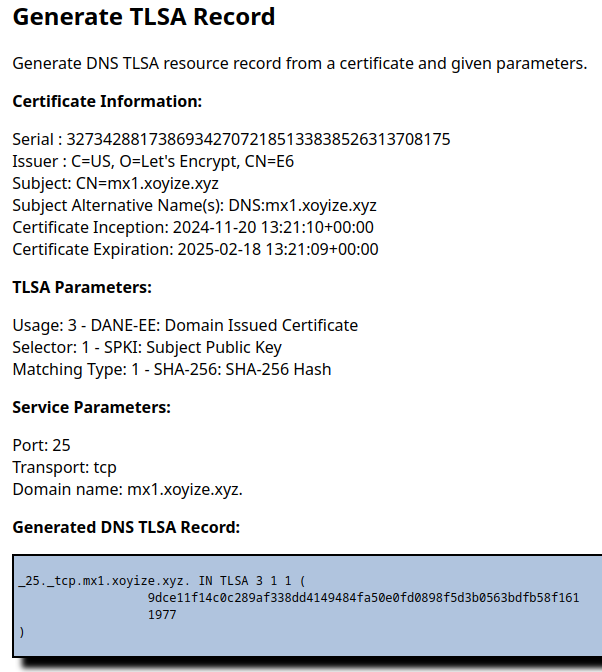 Generate TLSA Record
Generate DNS TLSA resource record from a certificate and given parameters.
Certificate Information:
Serial : 327342881738693427072185133838526313708175
Issuer : C=US, O=Let's Encrypt, CN=E6
Subject: CN=mx1.xoyize.xyz
Subject Alternative Name(s): DNS:mx1.xoyize.xyz
Certificate Inception: 2024-11-20 13:21:10+00:00
Certificate Expiration: 2025-02-18 13:21:09+00:00
TLSA Parameters:
Usage: 3 - DANE-EE: Domain Issued Certificate
Selector: 1 - SPKI: Subject Public Key
Matching Type: 1 - SHA-256: SHA-256 Hash
Service Parameters:
Port: 25
Transport: tcp
Domain name: mx1.xoyize.xyz.
Generated DNS TLSA Record:
_25._tcp.mx1.xoyize.xyz. IN TLSA 3 1 1 (
9dce11f14c0c289af338dd4149484fa50e0fd0898f5d3b0563bdfb58f161
1977
)